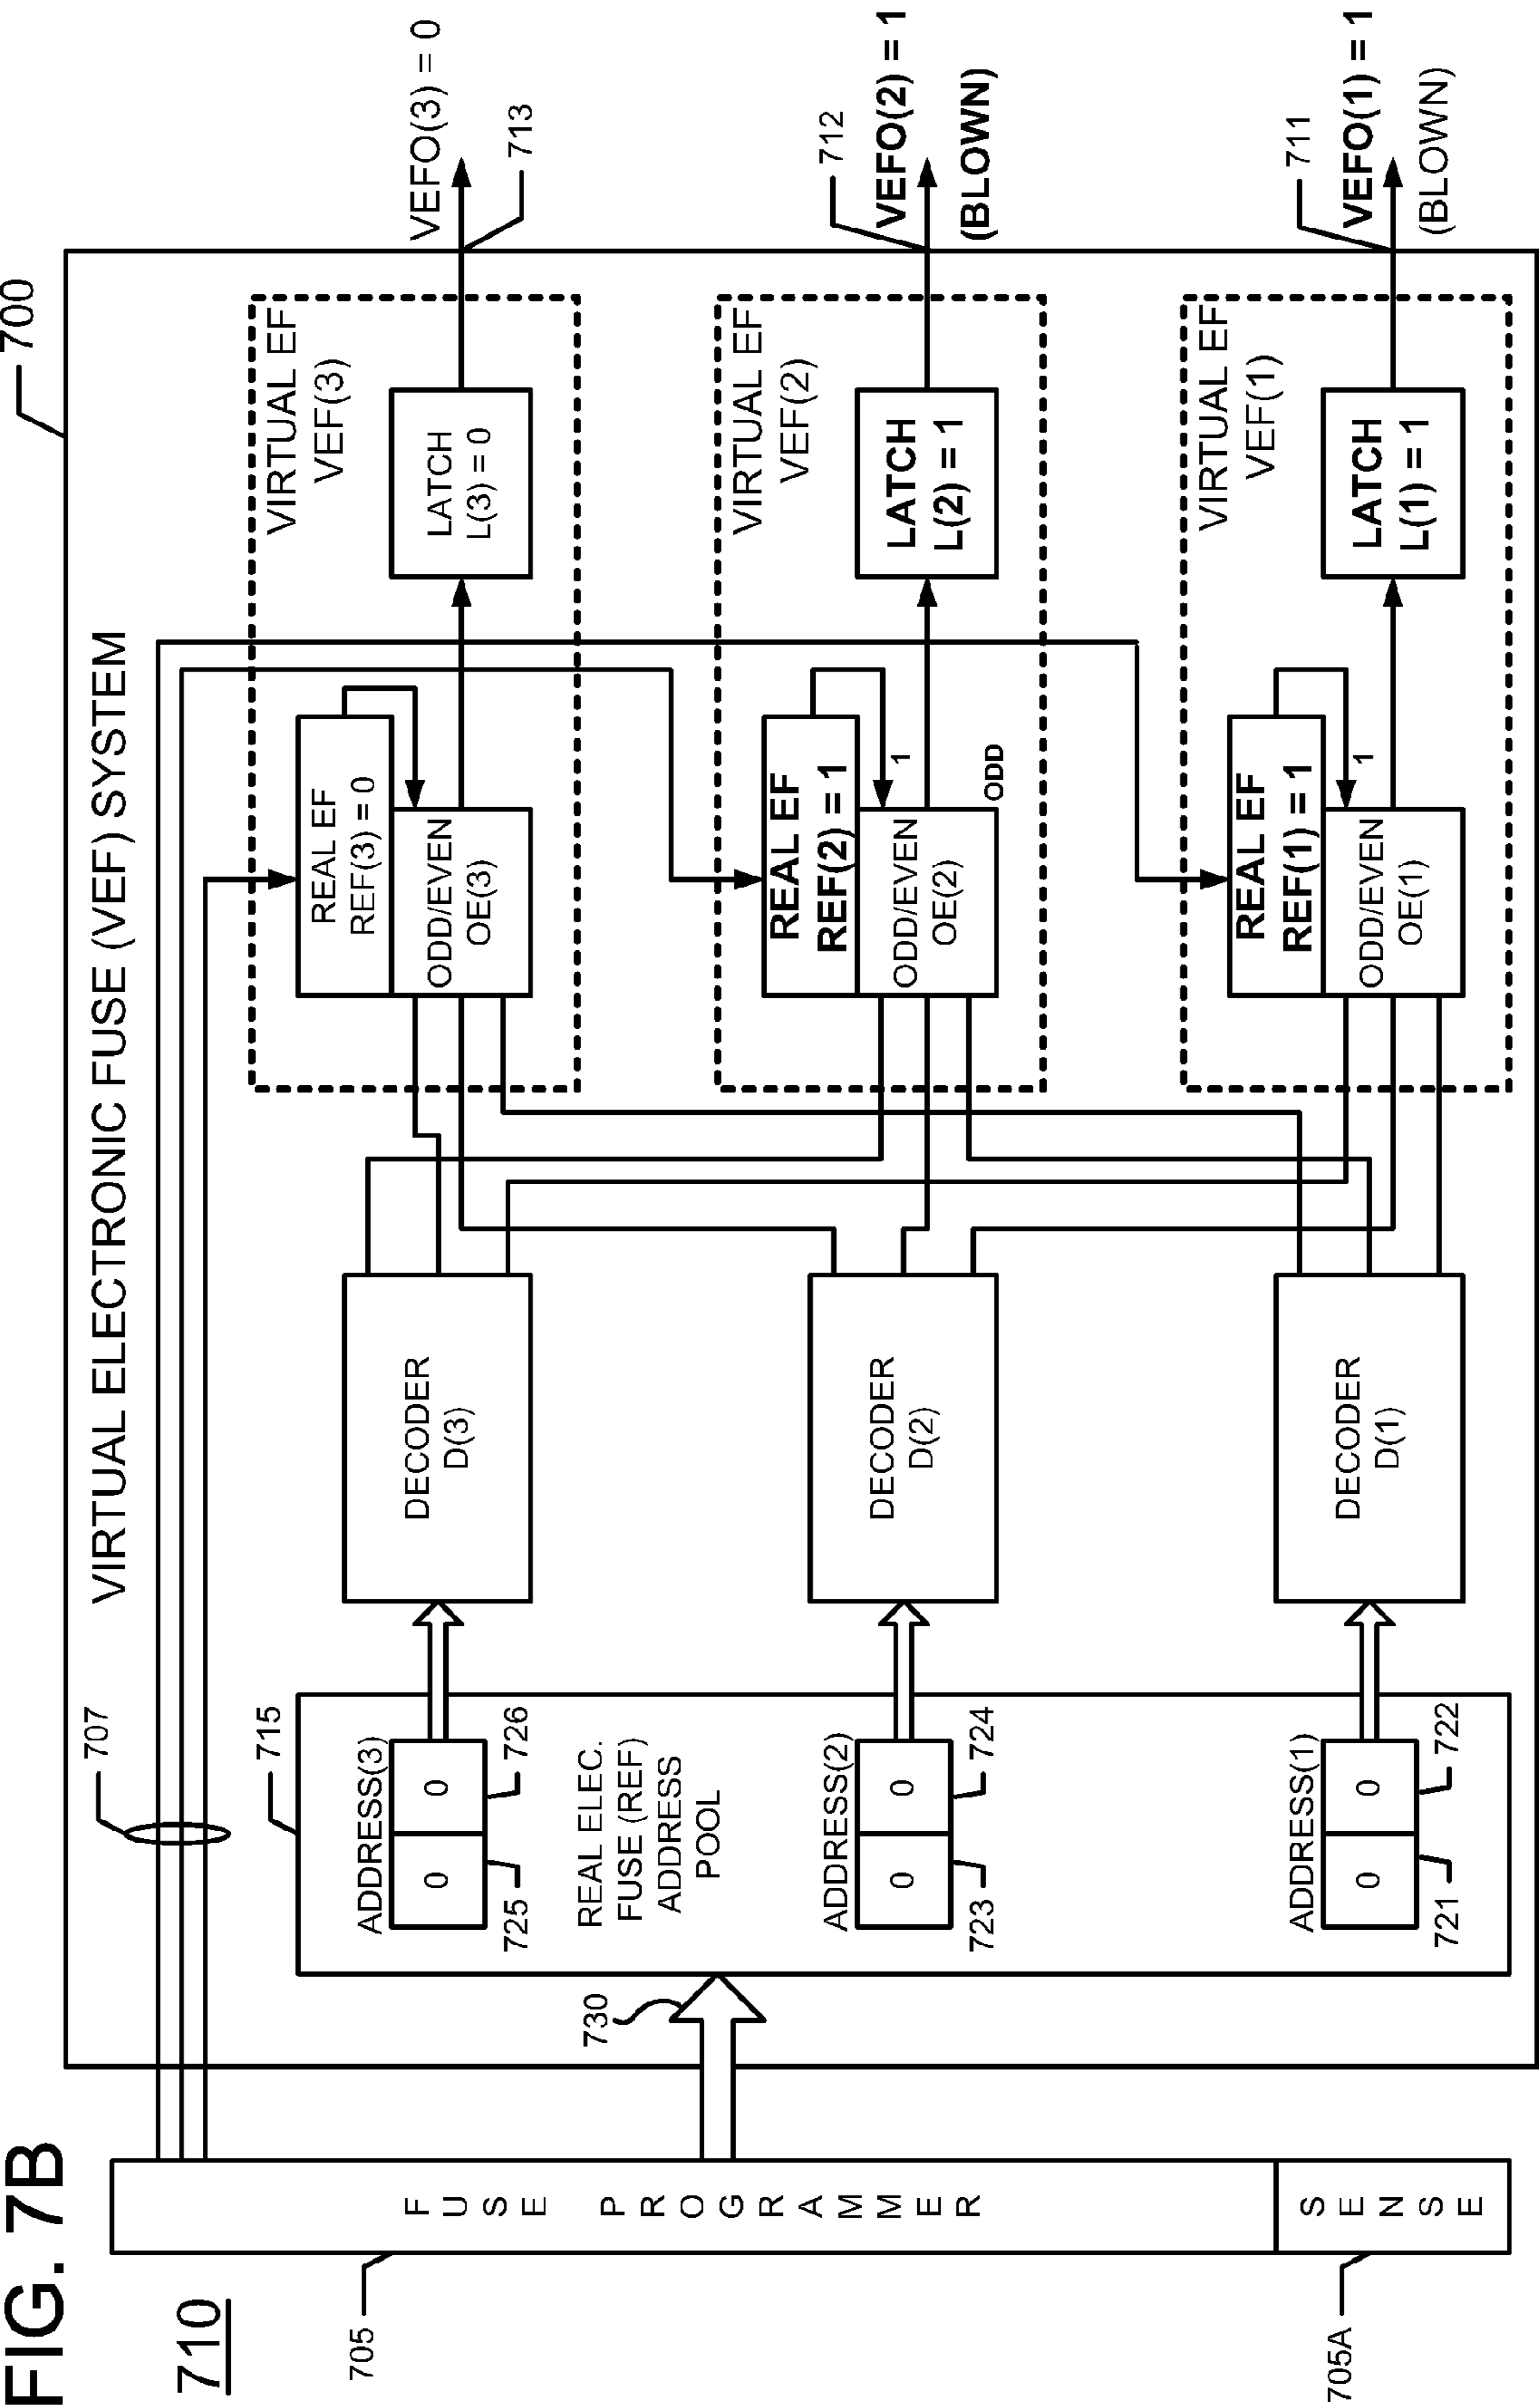 FIG. 7B
710
700
VIRTUAL ELECTRONIC FUSE (VEF) SYSTEM
707
705
FUSE PROGRAMMER
705A
SENSE
730
715
ADDRESS(3)
0 0
725
726
REAL ELEC.
FUSE (REF)
ADDRESS
POOL
ADDRESS(2)
0 0
723
724
ADDRESS(1)
0 0
721
722
DECODER
D(3)
DECODER
D(2)
DECODER
D(1)
VIRTUAL EF
VEF(3)
REAL EF
REF(3) = 0
ODD/EVEN
OE(3)
LATCH
L(3) = 0
VEFO(3) = 0
713
VIRTUAL EF
VEF(2)
REAL EF
REF(2) = 1
1
ODD/EVEN
OE(2)
ODD
LATCH
L(2) = 1
712
VEFO(2) = 1
(BLOWN)
VIRTUAL EF
VEF(1)
REAL EF
REF(1) = 1
1
ODD/EVEN
OE(1)
LATCH
L(1) = 1
711
VEFO(1) = 1
(BLOWN)